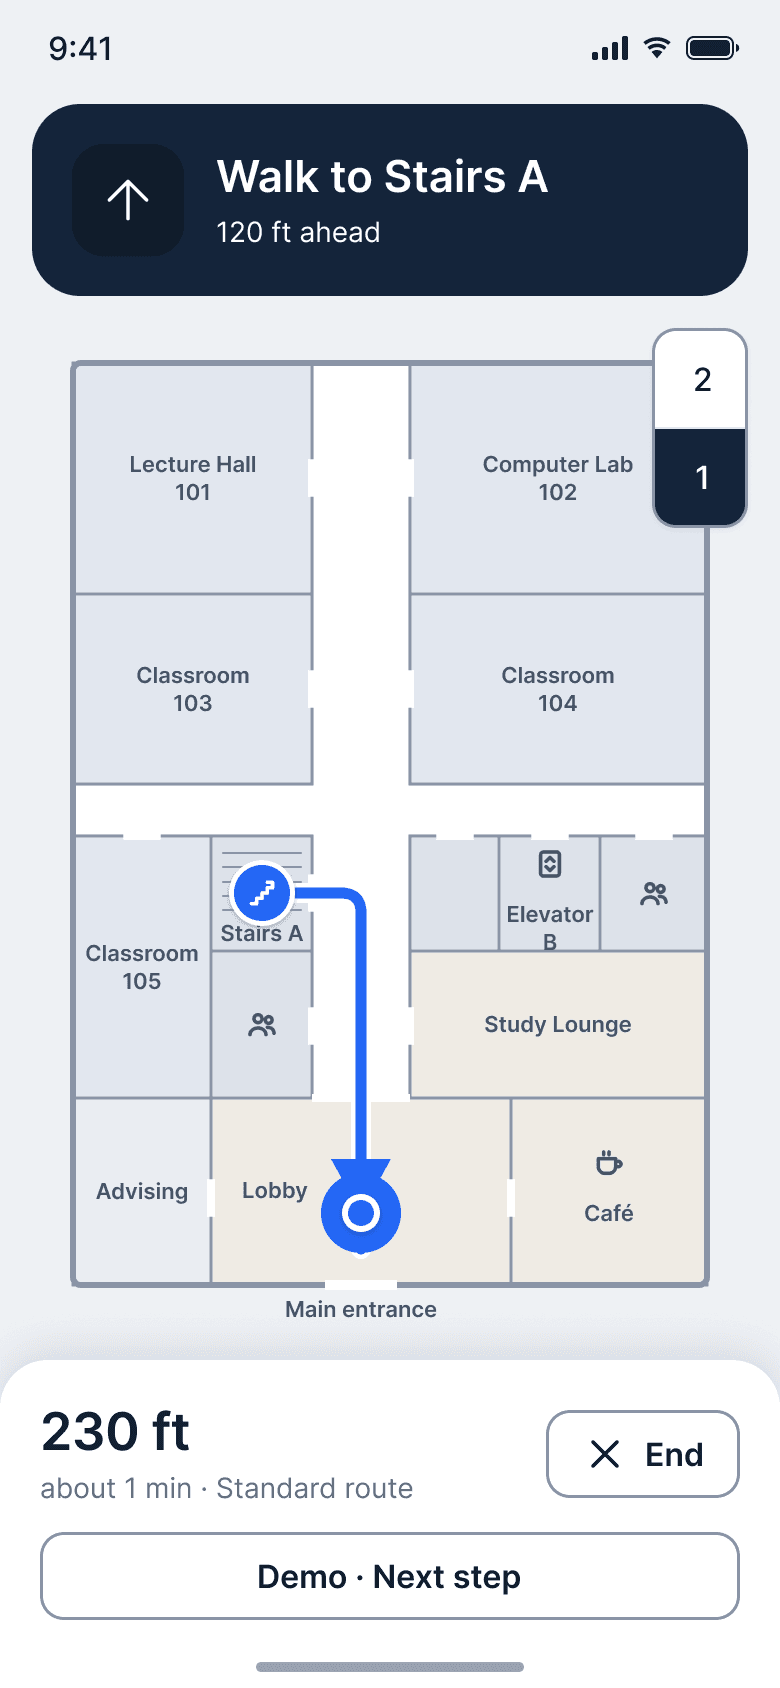 9:41
Walk to Stairs A
120 ft ahead
2
1
Lecture Hall
101
Computer Lab
102
Classroom
103
Classroom
104
Stairs A
Elevator
B
Classroom
105
Study Lounge
Advising
Lobby
Café
Main entrance
230 ft
about 1 min · Standard route
End
Demo · Next step